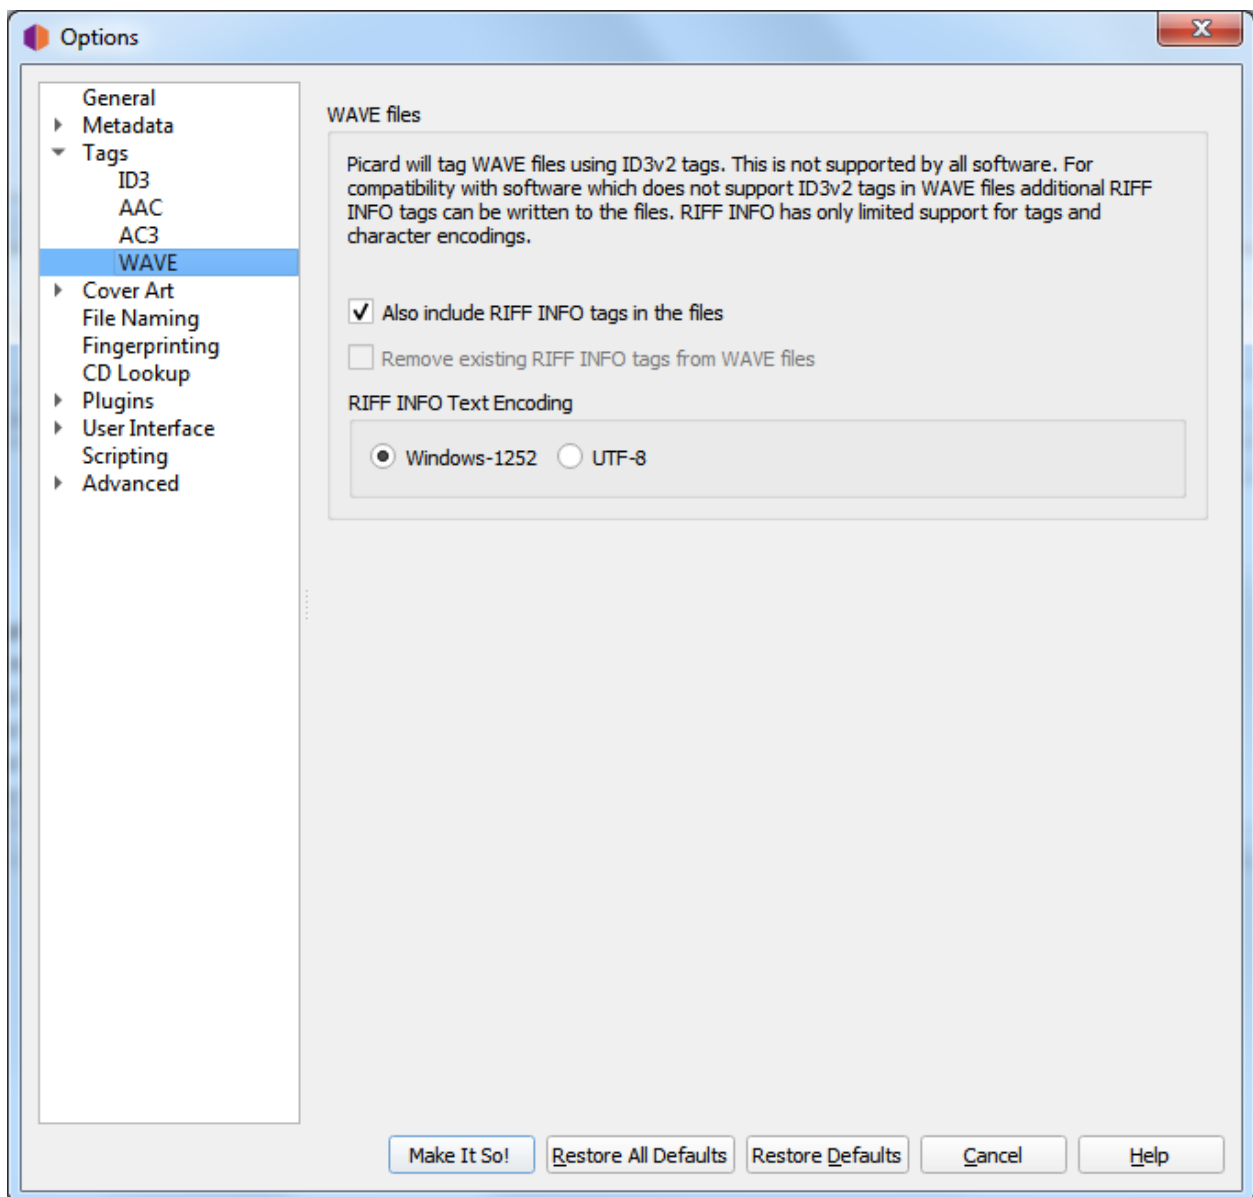 Options
General
Metadata
Tags
ID3
AAC
AC3
WAVE
Cover Art
File Naming
Fingerprinting
CD Lookup
Plugins
User Interface
Scripting
Advanced
WAVE files
Picard will tag WAVE files using ID3v2 tags. This is not supported by all software. For
compatibility with software which does not support ID3v2 tags in WAVE files additional RIFF
INFO tags can be written to the files. RIFF INFO has only limited support for tags and
character encodings.
Also include RIFF INFO tags in the files
Remove existing RIFF INFO tags from WAVE files
RIFF INFO Text Encoding
Windows-1252 UTF-8
Make It So! Restore All Defaults Restore Defaults Cancel Help